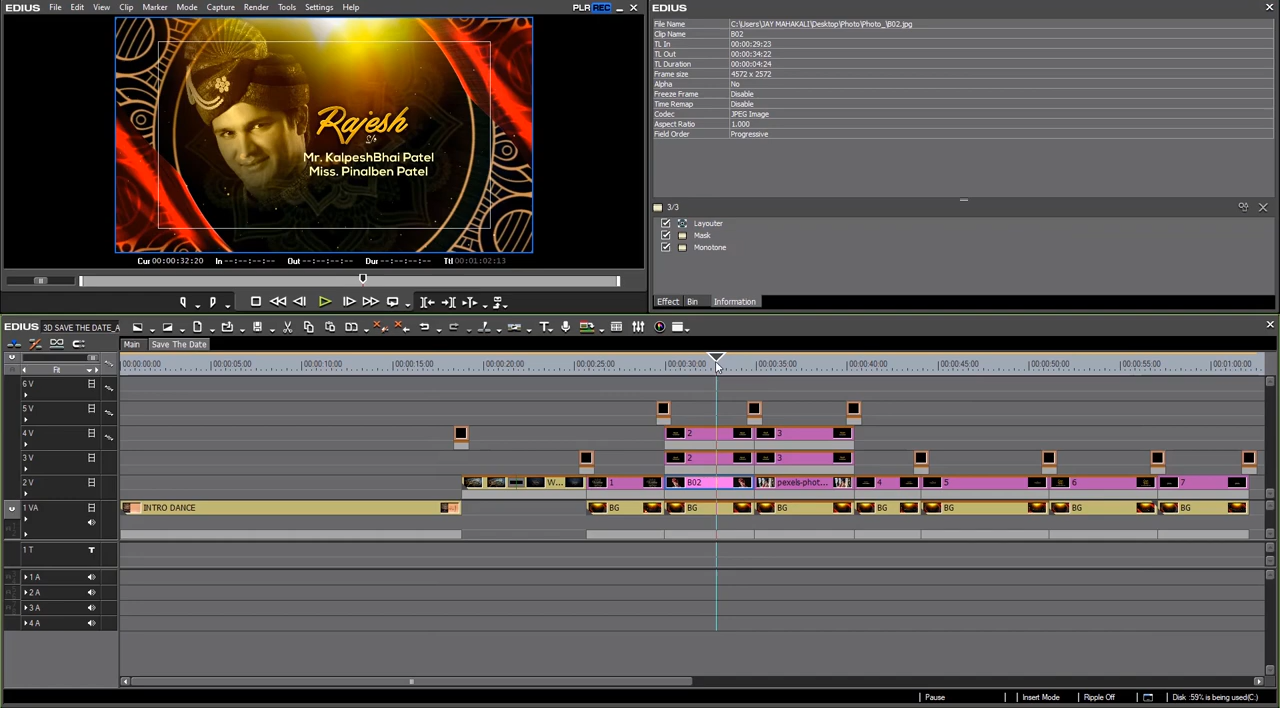 EDIUS File Edit View Clip Marker Mode Capture Render Tools Settings Help PLR REC
Rajesh
S/o
Mr. KalpeshBhai Patel
Miss. Pinalben Patel
Cur 00:00:32:20 In --:--:--:-- Out --:--:--:-- Dur --:--:--:-- Ttl 00:01:02:13
EDIUS
File Name C:\Users\JAY MAHAKALI\Desktop\Photo\Photo_\B02.jpg
Clip Name B02
TL In 00:00:29:23
TL Out 00:00:34:22
TL Duration 00:00:04:24
Frame size 4572 x 2572
Alpha No
Freeze Frame Disable
Time Remap Disable
Codec JPEG Image
Aspect Ratio 1.000
Field Order Progressive
3/3
Layouter
Mask
Monotone
Effect Bin Information
EDIUS 3D SAVE THE DATE_A
Main Save The Date
Fit 00:00:00:00 00:00:05:00 00:00:10:00 00:00:15:00 00:00:20:00 00:00:25:00 00:00:30:00 00:00:35:00 00:00:40:00 00:00:45:00 00:00:50:00 00:00:55:00 00:01:00:00
6 V
5 V
4 V 2 3
3 V 2 3
2 V W... 1 B02 pexels-phot... 4 5 6 7
1 VA INTRO DANCE BG BG BG BG BG BG BG
1 T T
1 A
2 A
3 A
4 A
Pause Insert Mode Ripple Off Disk :59% is being used(C:)